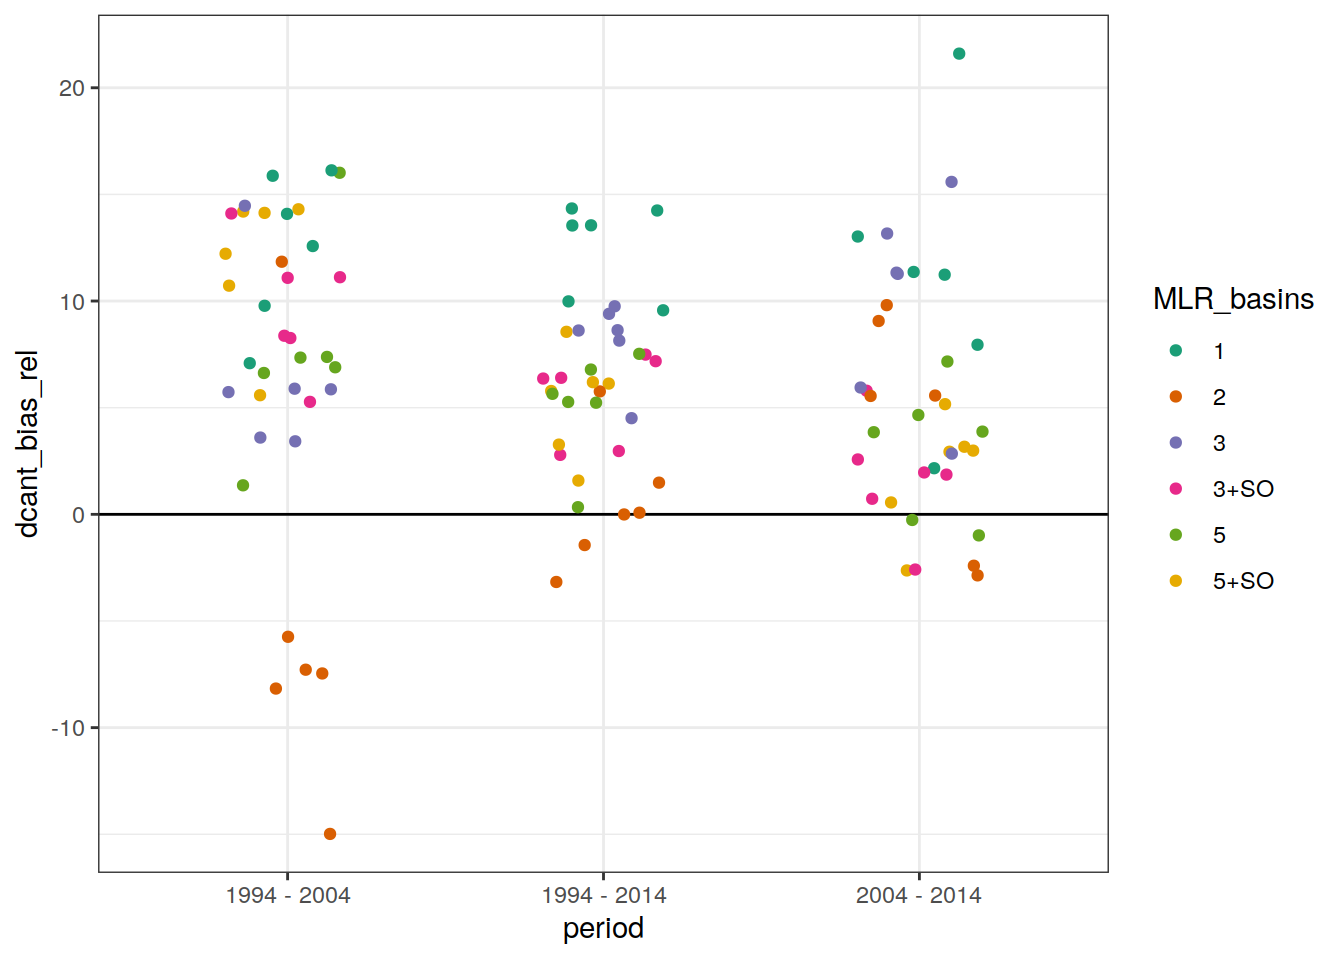 20
10
0
-10
dcant_bias_rel
1994 - 2004
1994 - 2014
2004 - 2014
period
MLR_basins
1
2
3
3+SO
5
5+SO